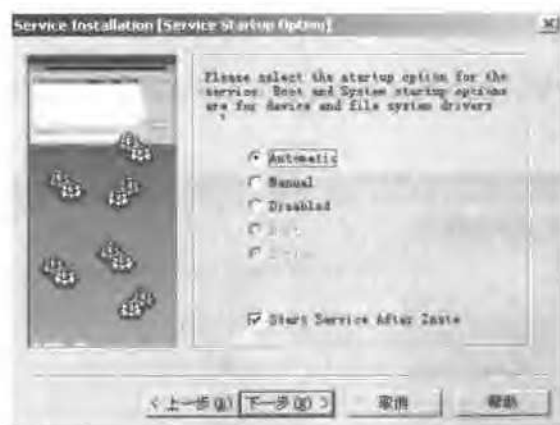 Service Installation [Service Startup Option]
Please select the startup option for the
service. Boot and System startup options
are for device and file system drivers
Automatic
Manual
Disabled
Start Service After Insta
< 上一步(B)
下一步(N) >
取消
帮助